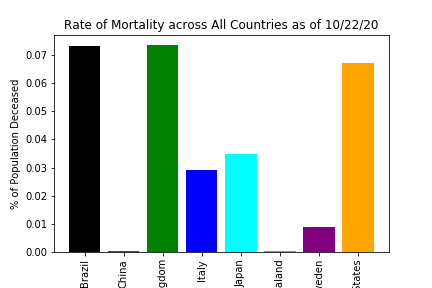 Rate of Mortality across All Countries as of 10/22/20
% of Population Deceased
0.07
0.06
0.05
0.04
0.03
0.02
0.01
0.00
Brazil
China
gdom
Italy
Japan
aland
eden
States